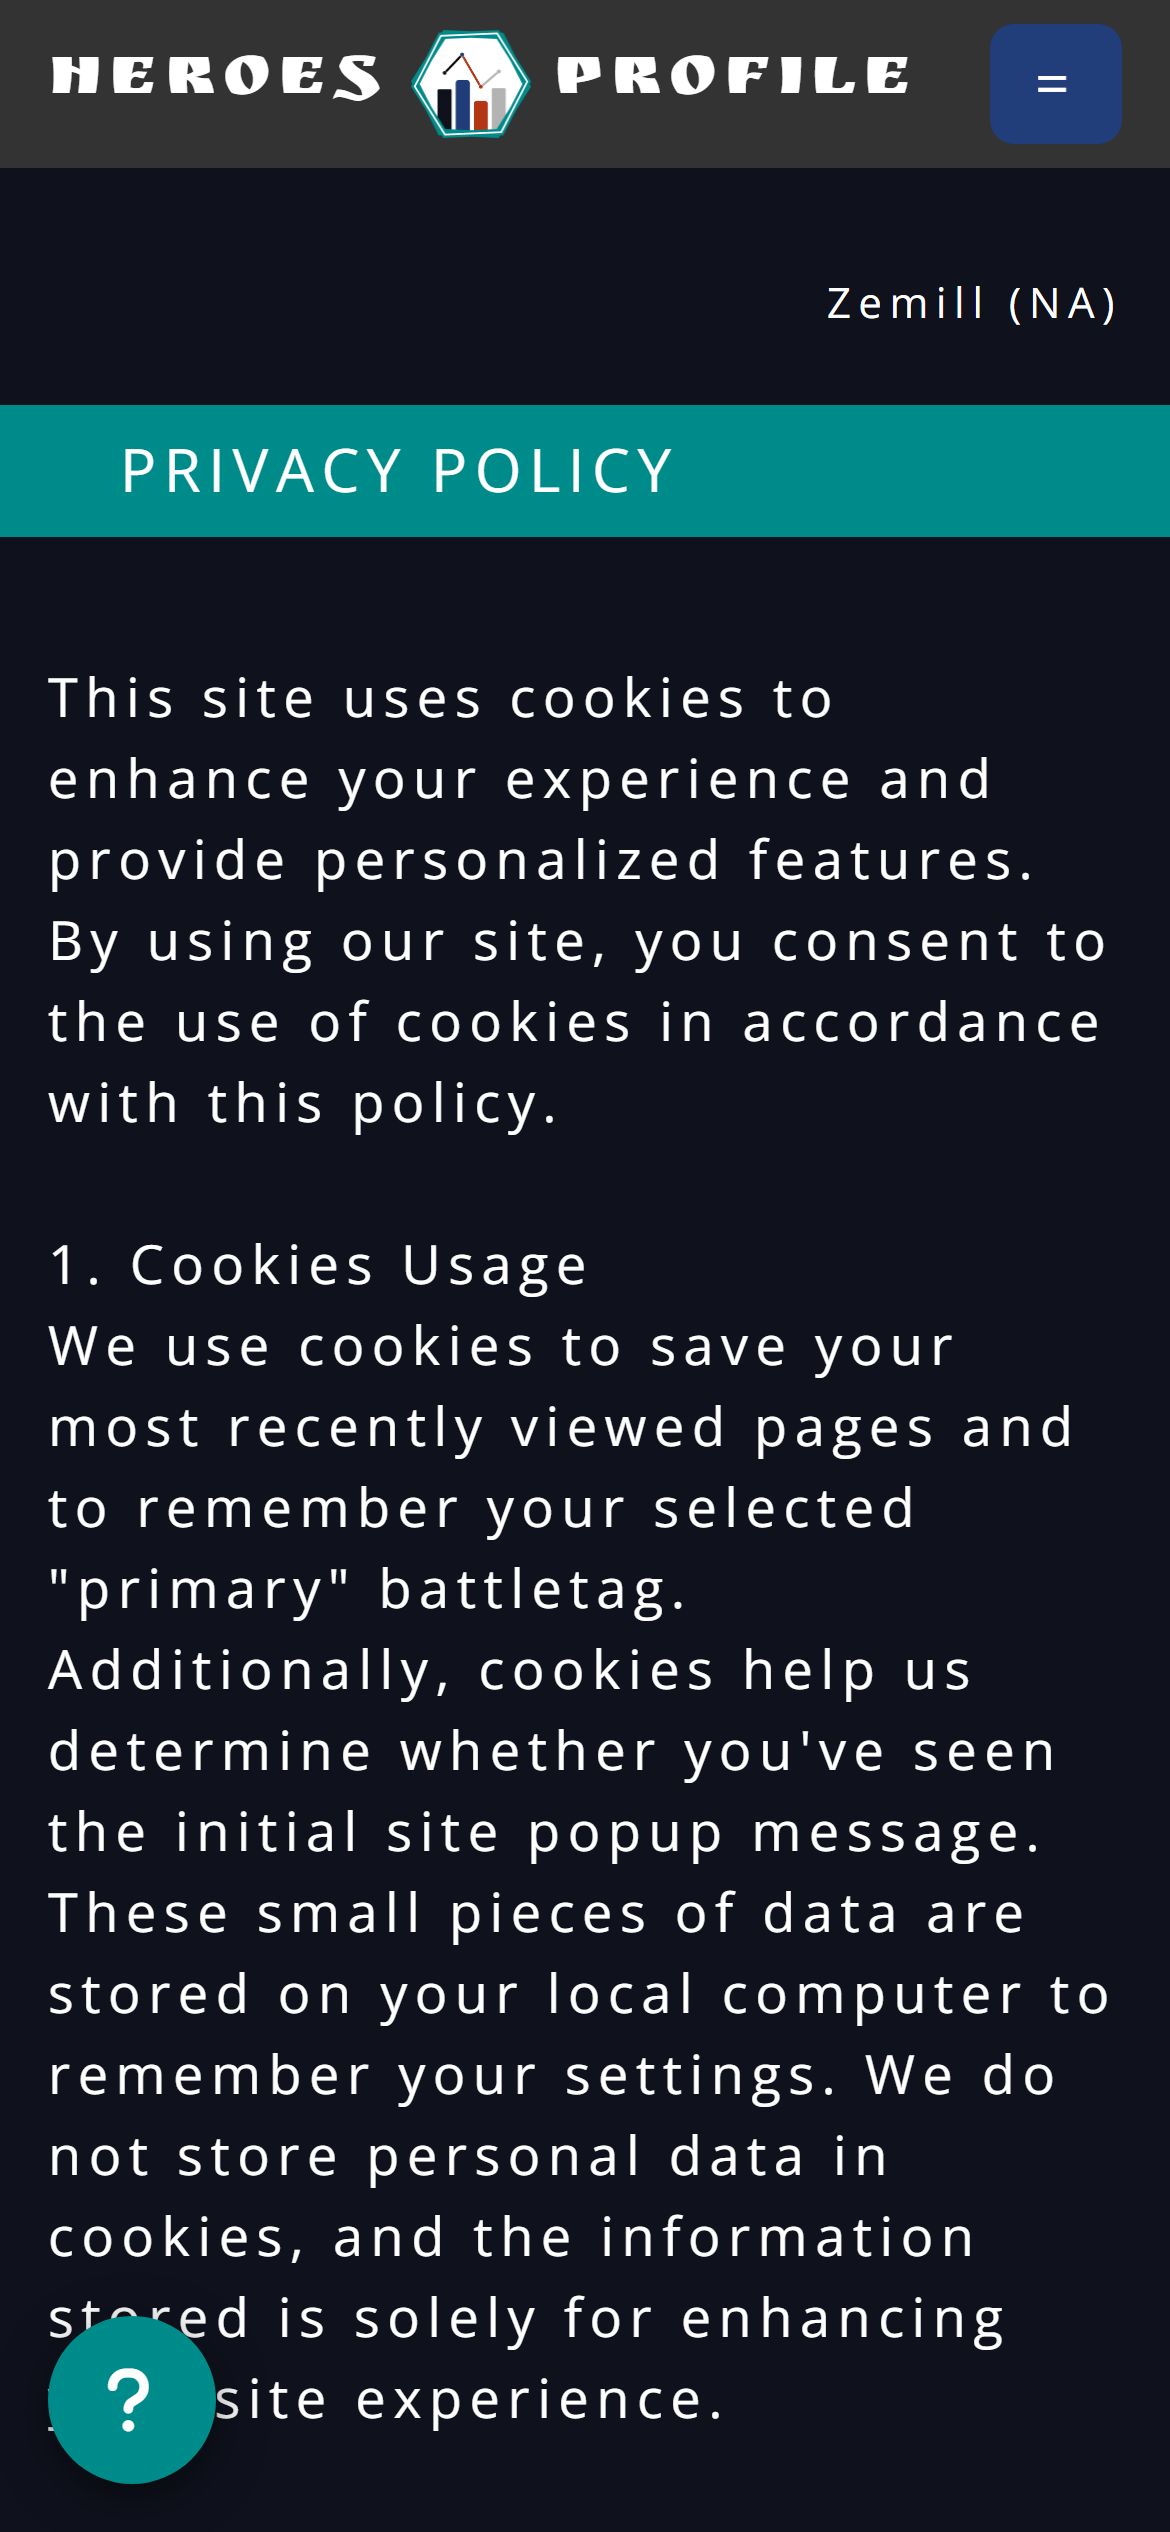 HEROES PROFILE
=
Zemill (NA)
PRIVACY POLICY
This site uses cookies to
enhance your experience and
provide personalized features.
By using our site, you consent to
the use of cookies in accordance
with this policy.
1. Cookies Usage
We use cookies to save your
most recently viewed pages and
to remember your selected
"primary" battletag.
Additionally, cookies help us
determine whether you've seen
the initial site popup message.
These small pieces of data are
stored on your local computer to
remember your settings. We do
not store personal data in
cookies, and the information
stored is solely for enhancing
site experience.
?